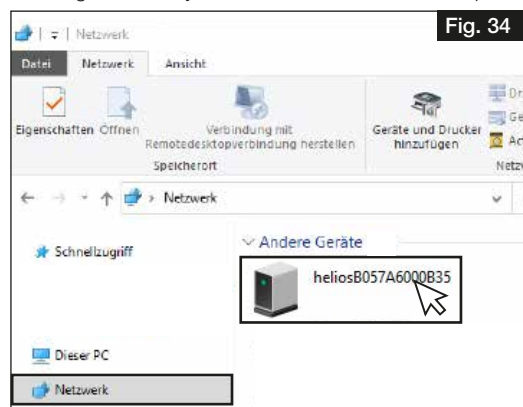 Fig. 34
Netzwerk
Datei Netzwerk Ansicht
Eigenschaften Öffnen Verbindung mit Remotedesktopverbindung herstellen Geräte und Drucker hinzufügen
Speicherort
Netzwerk
Schnellzugriff
Andere Geräte
heliosB057A6000B35
Dieser PC
Netzwerk